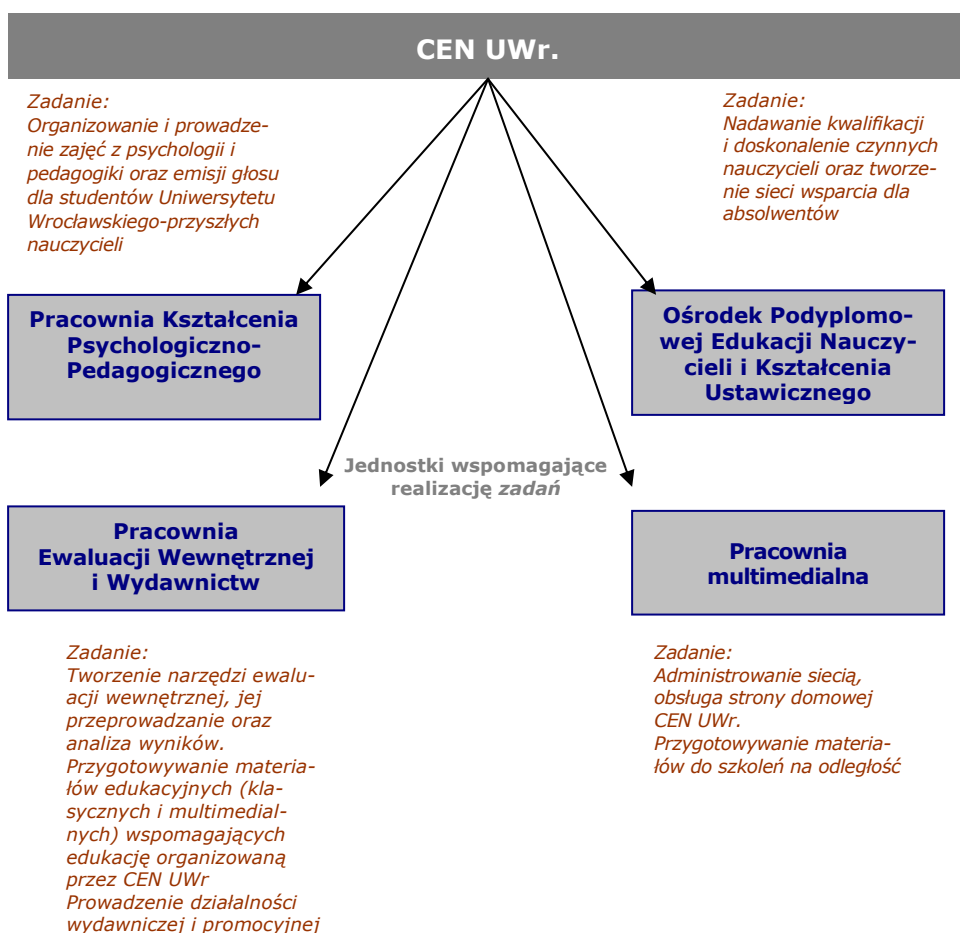 CEN UWr.
Zadanie:
Organizowanie i prowadze-
nie zajęć z psychologii i
pedagogiki oraz emisji głosu
dla studentów Uniwersytetu
Wrocławskiego-przyszłych
nauczycieli
Zadanie:
Nadawanie kwalifikacji
i doskonalenie czynnych
nauczycieli oraz tworze-
nie sieci wsparcia dla
absolwentów
Pracownia Kształcenia
Psychologiczno-
Pedagogicznego
Ośrodek Podyplomo-
wej Edukacji Nauczy-
cieli i Kształcenia
Ustawicznego
Jednostki wspomagające
realizację zadań
Pracownia
Ewaluacji Wewnętrznej
i Wydawnictw
Pracownia
multimedialna
Zadanie:
Tworzenie narzędzi ewalu-
acji wewnętrznej, jej
przeprowadzanie oraz
analiza wyników.
Przygotowywanie materia-
łów edukacyjnych (kla-
sycznych i multimedial-
nych) wspomagających
edukację organizowaną
przez CEN UWr
Prowadzenie działalności
wydawniczej i promocyjnej
Zadanie:
Administrowanie siecią,
obsługa strony domowej
CEN UWr.
Przygotowywanie materia-
łów do szkoleń na odległość